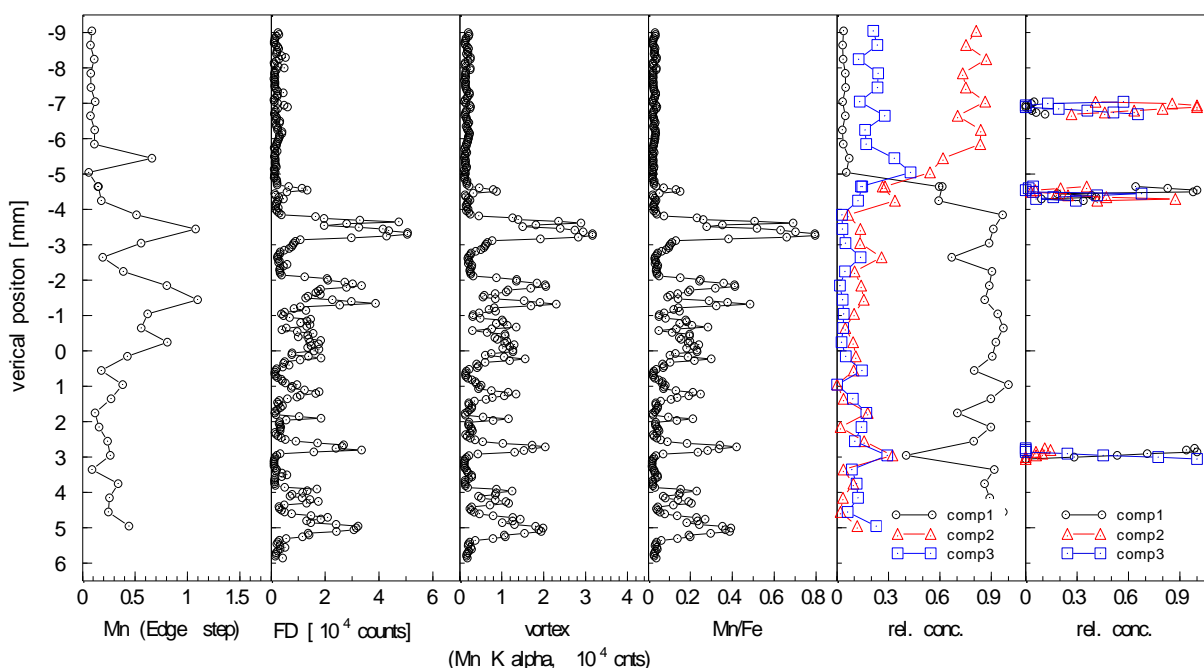 -9
-8
-7
-6
-5
-4
-3
-2
-1
0
1
2
3
4
5
6
verical positon [mm]
comp1 comp1
comp2 comp2
comp3 comp3
0 0.5 1 1.5 0 2 4 6 0 1 2 3 4 0 0.2 0.4 0.6 0.8 0 0.3 0.6 0.9 0 0.3 0.6 0.9
Mn (Edge step) FD [ 10 4 counts] vortex Mn/Fe rel. conc. rel. conc.
(Mn K alpha, 10 4 cnts)